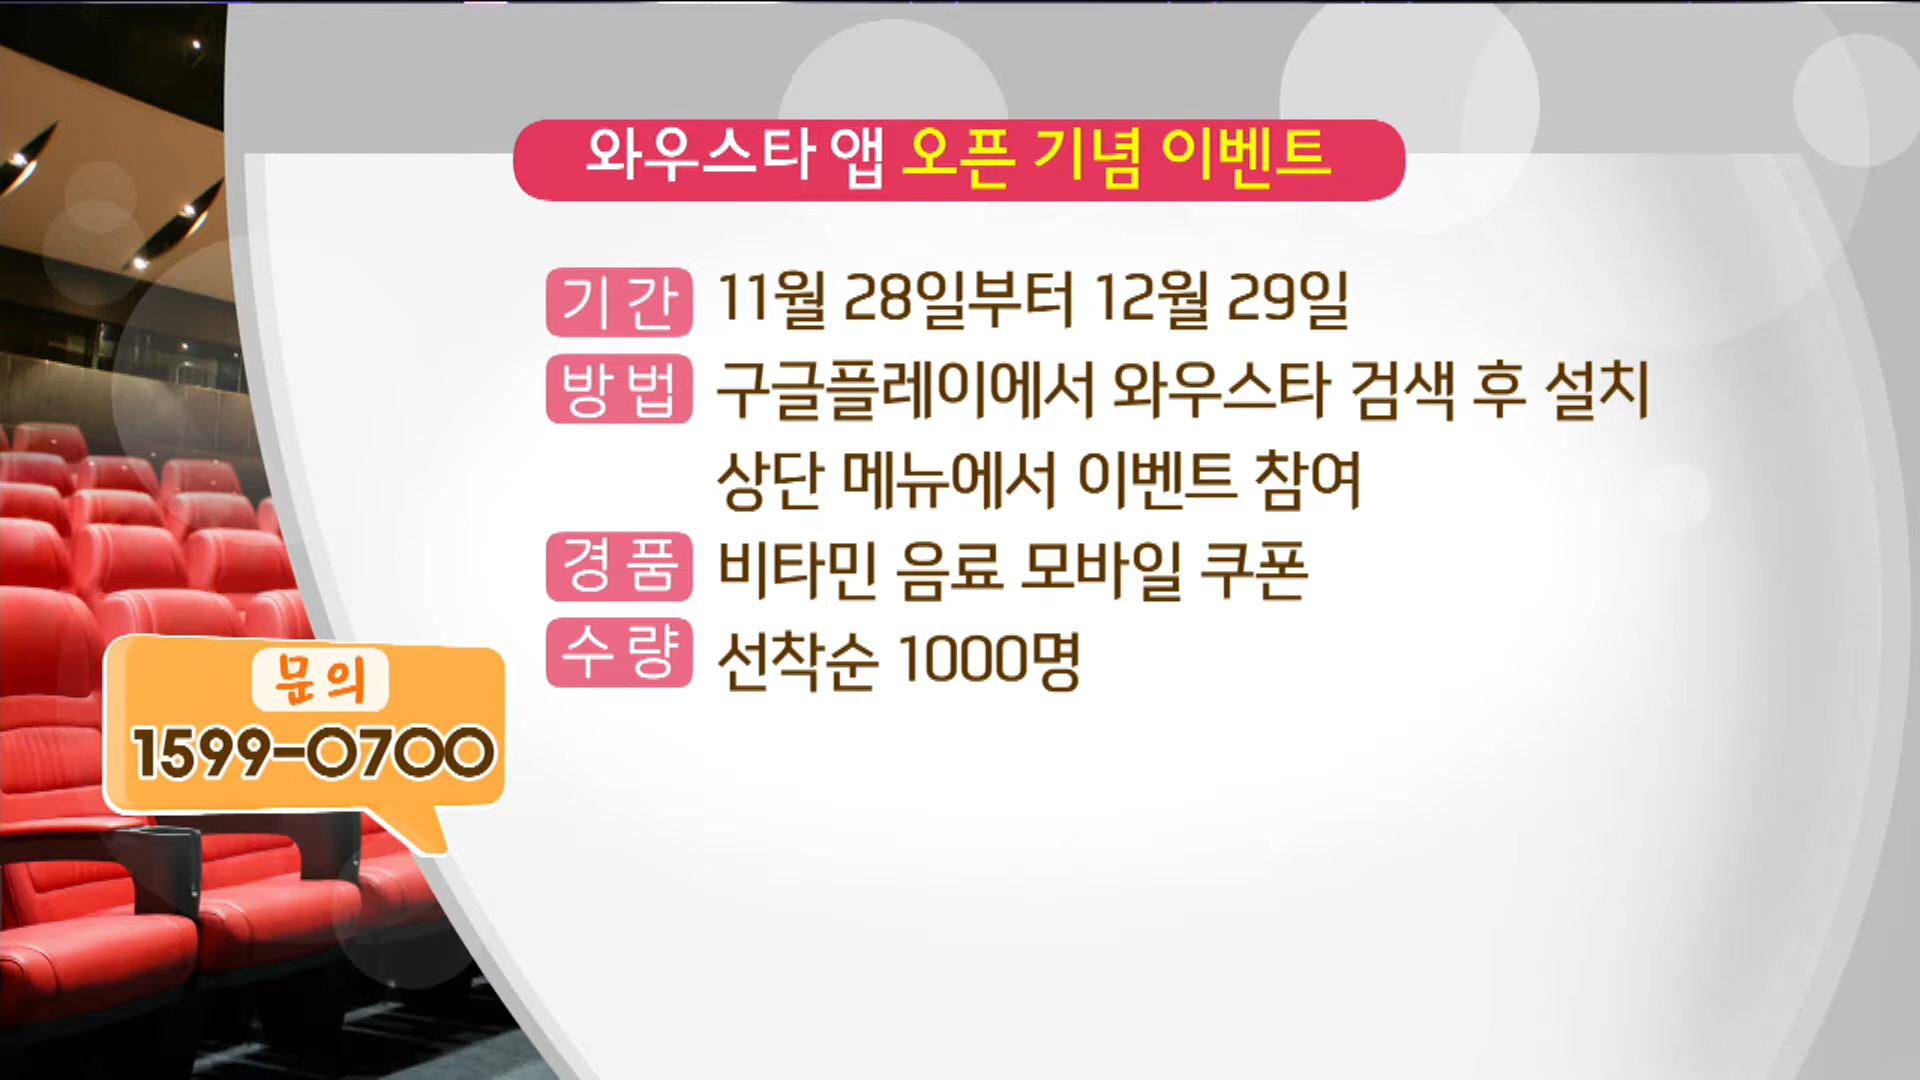 와우스타 앱 오픈 기념 이벤트
기간 11월 28일부터 12월 29일
방법 구글플레이에서 와우스타 검색 후 설치
상단 메뉴에서 이벤트 참여
경품 비타민 음료 모바일 쿠폰
수량 선착순 1000명
문의
1599-0700